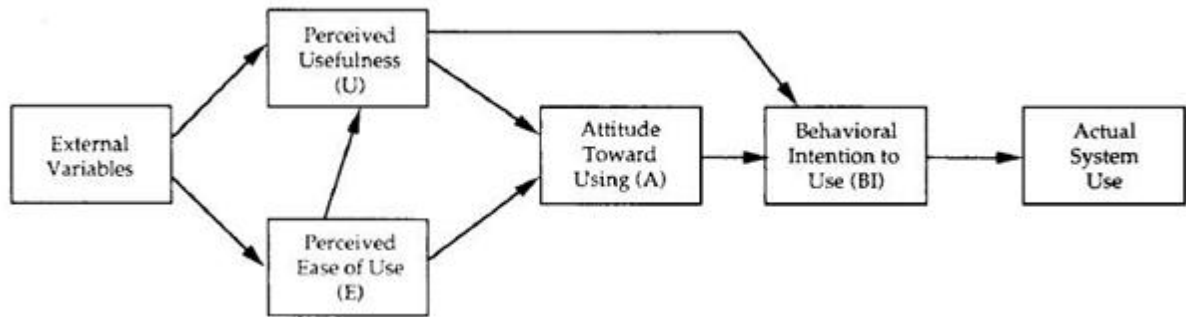 External
Variables
Perceived
Usefulness
(U)
Perceived
Ease of Use
(E)
Attitude
Toward
Using (A)
Behavioral
Intention to
Use (BI)
Actual
System
Use